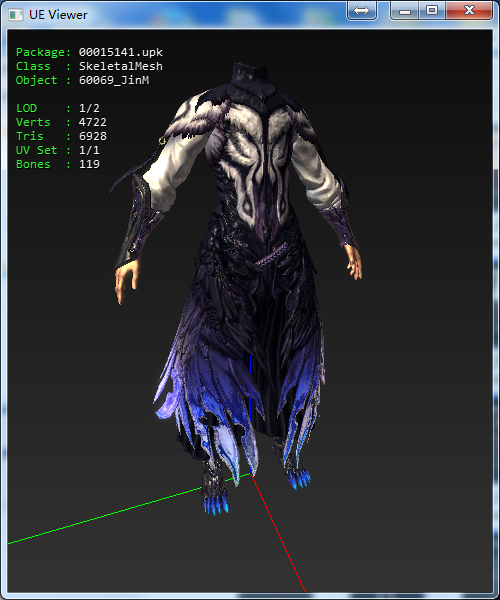 UE Viewer
Package: 00015141.upk
Class  : SkeletalMesh
Object : 60069_JinM
LOD    : 1/2
Verts  : 4722
Tris   : 6928
UV Set : 1/1
Bones  : 119